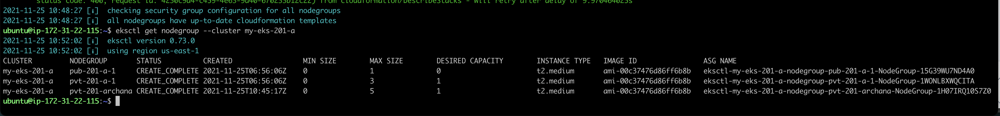 status code: 400, request id: 4230c9d4-c459-4e63-9d40-670233b12c22) from cloudformation/DescribeStacks - Will retry after delay of 9.970464025s
2021-11-25 10:48:27 [i]  checking security group configuration for all nodegroups
2021-11-25 10:48:27 [i]  all nodegroups have up-to-date cloudformation templates
ubuntu@ip-172-31-22-115:~$ eksctl get nodegroup --cluster my-eks-201-a
2021-11-25 10:52:02 [i]  eksctl version 0.73.0
2021-11-25 10:52:02 [i]  using region us-east-1
CLUSTER NODEGROUP STATUS CREATED MIN SIZE MAX SIZE DESIRED CAPACITY INSTANCE TYPE IMAGE ID ASG NAME
my-eks-201-a pub-201-a-1 CREATE_COMPLETE 2021-11-25T06:56:06Z 0 1 0 t2.medium ami-00c37476d86ff6b8b eksctl-my-eks-201-a-nodegroup-pub-201-a-1-NodeGroup-15G39WU7ND4A0
my-eks-201-a pvt-201-a-1 CREATE_COMPLETE 2021-11-25T06:56:06Z 0 3 1 t2.medium ami-00c37476d86ff6b8b eksctl-my-eks-201-a-nodegroup-pvt-201-a-1-NodeGroup-1WONLBXWQCITA
my-eks-201-a pvt-201-archana CREATE_COMPLETE 2021-11-25T10:45:17Z 0 5 1 t2.medium ami-00c37476d86ff6b8b eksctl-my-eks-201-a-nodegroup-pvt-201-archana-NodeGroup-1H07IRQ10S7Z0
ubuntu@ip-172-31-22-115:~$